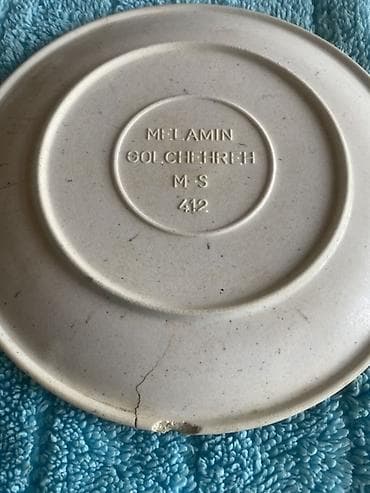 MELAMIN
GOLCHEHREH
M-S
412